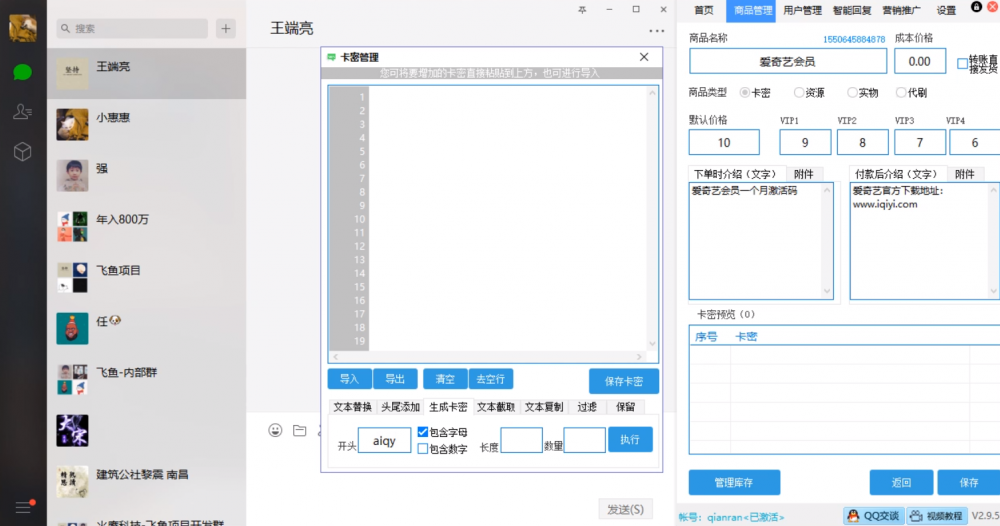 搜索
王端亮
小惠惠
强
年入800万
飞鱼项目
任
飞鱼-内部群
大宋
建筑公社黎震 南昌
王端亮
发送(S)
卡密管理
您可将要增加的卡密直接粘贴到上方，也可进行导入
1
2
3
4
5
6
7
8
9
10
11
12
13
14
15
16
17
18
19
导入 导出 清空 去空行 保存卡密
文本替换 头尾添加 生成卡密 文本截取 文本复制 过滤 保留
开头 aiqy 包含字母 包含数字 长度 数量 执行
首页 商品管理 用户管理 智能回复 营销推广 设置
商品名称 1550645884878 成本价格
爱奇艺会员 0.00 转账直接发货
商品类型 卡密 资源 实物 代刷
默认价格 VIP1 VIP2 VIP3 VIP4
10 9 8 7 6
下单时介绍（文字） 附件 付款后介绍（文字） 附件
爱奇艺会员一个月激活码
爱奇艺官方下载地址：
www.iqiyi.com
卡密预览（0）
序号 卡密
管理库存 返回 保存
帐号：qianran<已激活> QQ交谈 视频教程 V2.9.5